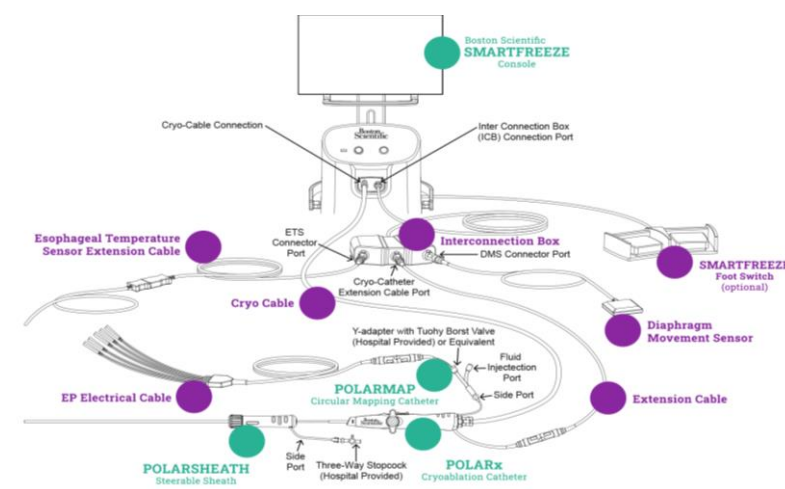 Boston Scientific
SMARTFREEZE
Console
Cryo-Cable Connection
Boston
Scientific
Inter Connection Box
(ICB) Connection Port
Esophageal Temperature
Sensor Extension Cable
ETS
Connector
Port
Interconnection Box
DMS Connector Port
SMARTFREEZE
Foot Switch
(optional)
Cryo-Catheter
Extension Cable Port
Cryo Cable
Diaphragm
Movement Sensor
Y-adapter with Tuohy Borst Valve
(Hospital Provided) or Equivalent
Fluid
Injectection
Port
Side Port
POLARMAP
Circular Mapping Catheter
EP Electrical Cable
Extension Cable
POLARSHEATH
Steerable Sheath
Side
Port
Three-Way Stopcock
(Hospital Provided)
POLARx
Cryoablation Catheter